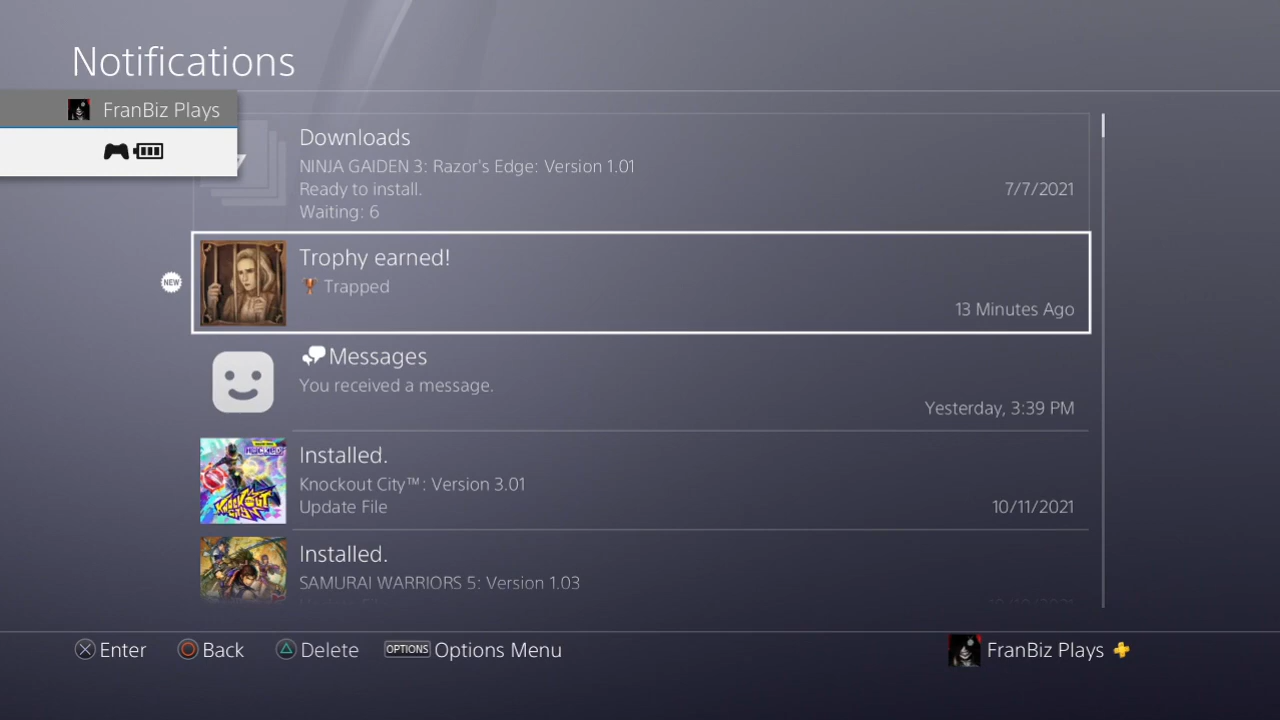 Notifications
FranBiz Plays
Downloads
NINJA GAIDEN 3: Razor's Edge: Version 1.01
Ready to install.
7/7/2021
Waiting: 6
NEW
Trophy earned!
Trapped
13 Minutes Ago
Messages
You received a message.
Yesterday, 3:39 PM
KNOCKOUT CITY
Installed.
Knockout City™: Version 3.01
Update File
10/11/2021
Installed.
SAMURAI WARRIORS 5: Version 1.03
Enter
Back
Delete
OPTIONS Options Menu
FranBiz Plays